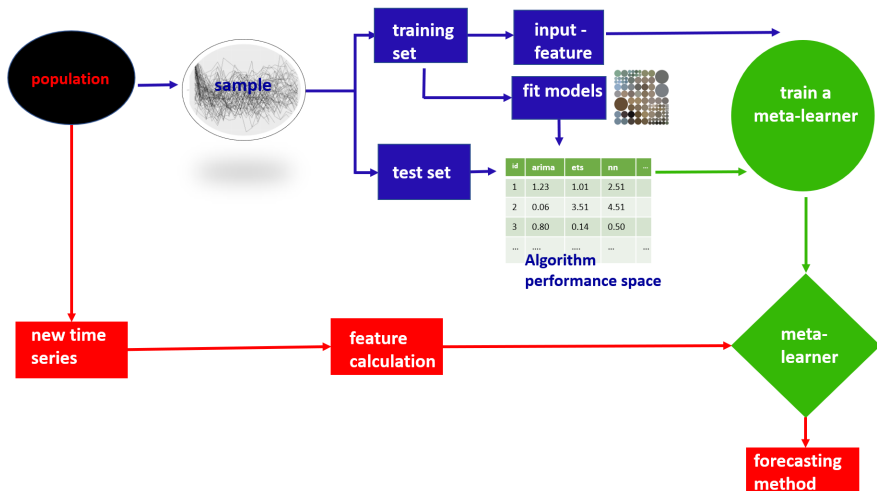 population
sample
training
set
input -
feature
fit models
test set
train a
meta-learner
id arima ets nn ...
1 1.23 1.01 2.51
2 0.06 3.51 4.51
3 0.80 0.14 0.50
... .... .... ... ...
Algorithm
performance space
new time
series
feature
calculation
meta-
learner
forecasting
method